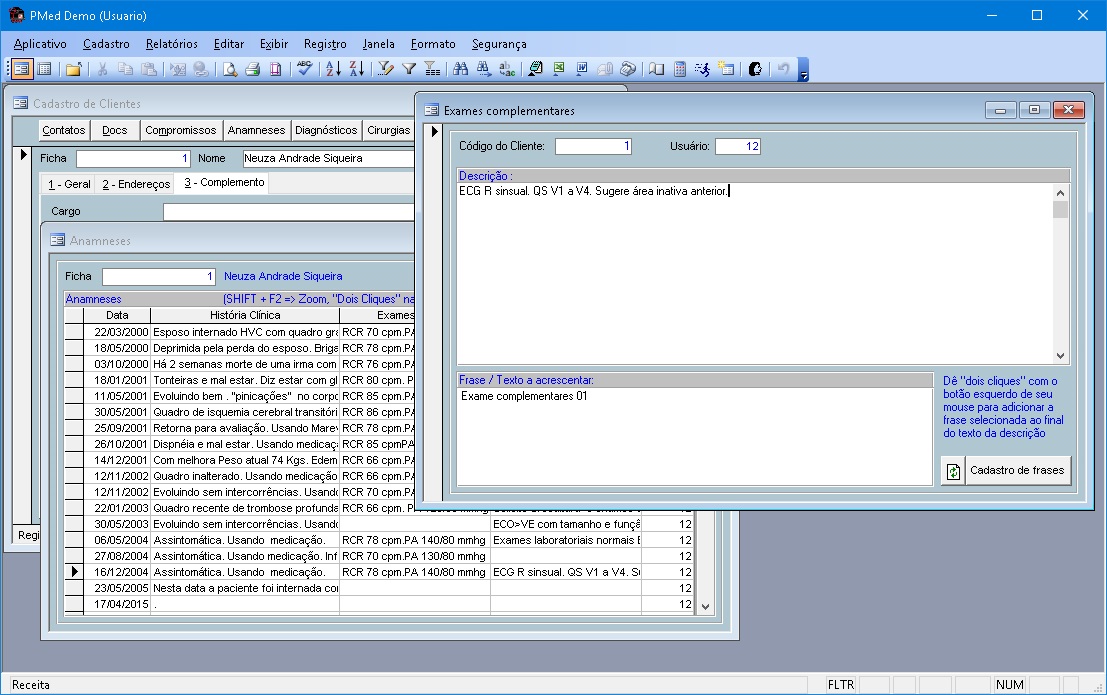 PMed Demo (Usuario)
Aplicativo Cadastro Relatórios Editar Exibir Registro Janela Formato Segurança
Cadastro de Clientes
Contatos Docs Compromissos Anamneses Diagnósticos Cirurgias
Ficha 1 Nome Neuza Andrade Siqueira
1 - Geral 2 - Endereços 3 - Complemento
Cargo
Anamneses
Ficha 1 Neuza Andrade Siqueira
Anamneses (SHIFT + F2 => Zoom, "Dois Cliques" na
Data História Clínica Exames
22/03/2000 Esposo internado HVC com quadro gra RCR 70 cpm.PA
18/05/2000 Deprimida pela perda do esposo. Briga RCR 78 cpm.PA
03/10/2000 Há 2 semanas morte de uma irma com RCR 76 cpm.PA
18/01/2001 Tonteiras e mal estar. Diz estar com gl RCR 80 cpm. P
11/05/2001 Evoluindo bem . "pinicações" no corpo RCR 85 cpm.PA
30/05/2001 Quadro de isquemia cerebral transitóri RCR 86 cpm.PA
25/09/2001 Retorna para avaliação. Usando Marev RCR 78 cpm.PA
26/10/2001 Dispnéia e mal estar. Usando medicaç RCR 85 cpmPA
14/12/2001 Com melhora Peso atual 74 Kgs. Edem RCR 66 cpm.PA
12/11/2002 Quadro inalterado. Usando medicação RCR 66 cpm.PA
12/11/2002 Evoluindo sem intercorrências. Usando RCR 70 cpm.PA
22/01/2003 Quadro recente de trombose profunda RCR 66 cpm.
30/05/2003 Evoluindo sem intercorrências. Usando ECO>VE com tamanho e funçã 12
06/05/2004 Assintomática. Usando medicação. RCR 78 cpm.PA 140/80 mmhg Exames laboratoriais normais E 12
27/08/2004 Assintomática. Usando medicação. Inf RCR 70 cpm.PA 130/80 mmhg 12
16/12/2004 Assintomática. Usando medicação. RCR 78 cpm.PA 140/80 mmhg ECG R sinsual. QS V1 a V4. Su 12
23/05/2005 Nesta data a paciente foi internada con 12
17/04/2015 . 12
Regi
Exames complementares
Código do Cliente: 1 Usuário: 12
Descrição :
ECG R sinsual. QS V1 a V4. Sugere área inativa anterior.
Frase / Texto a acrescentar:
Exame complementares 01
Dê "dois cliques" com o
botão esquerdo de seu
mouse para adicionar a
frase selecionada ao final
do texto da descrição
Cadastro de frases
Receita FLTR NUM